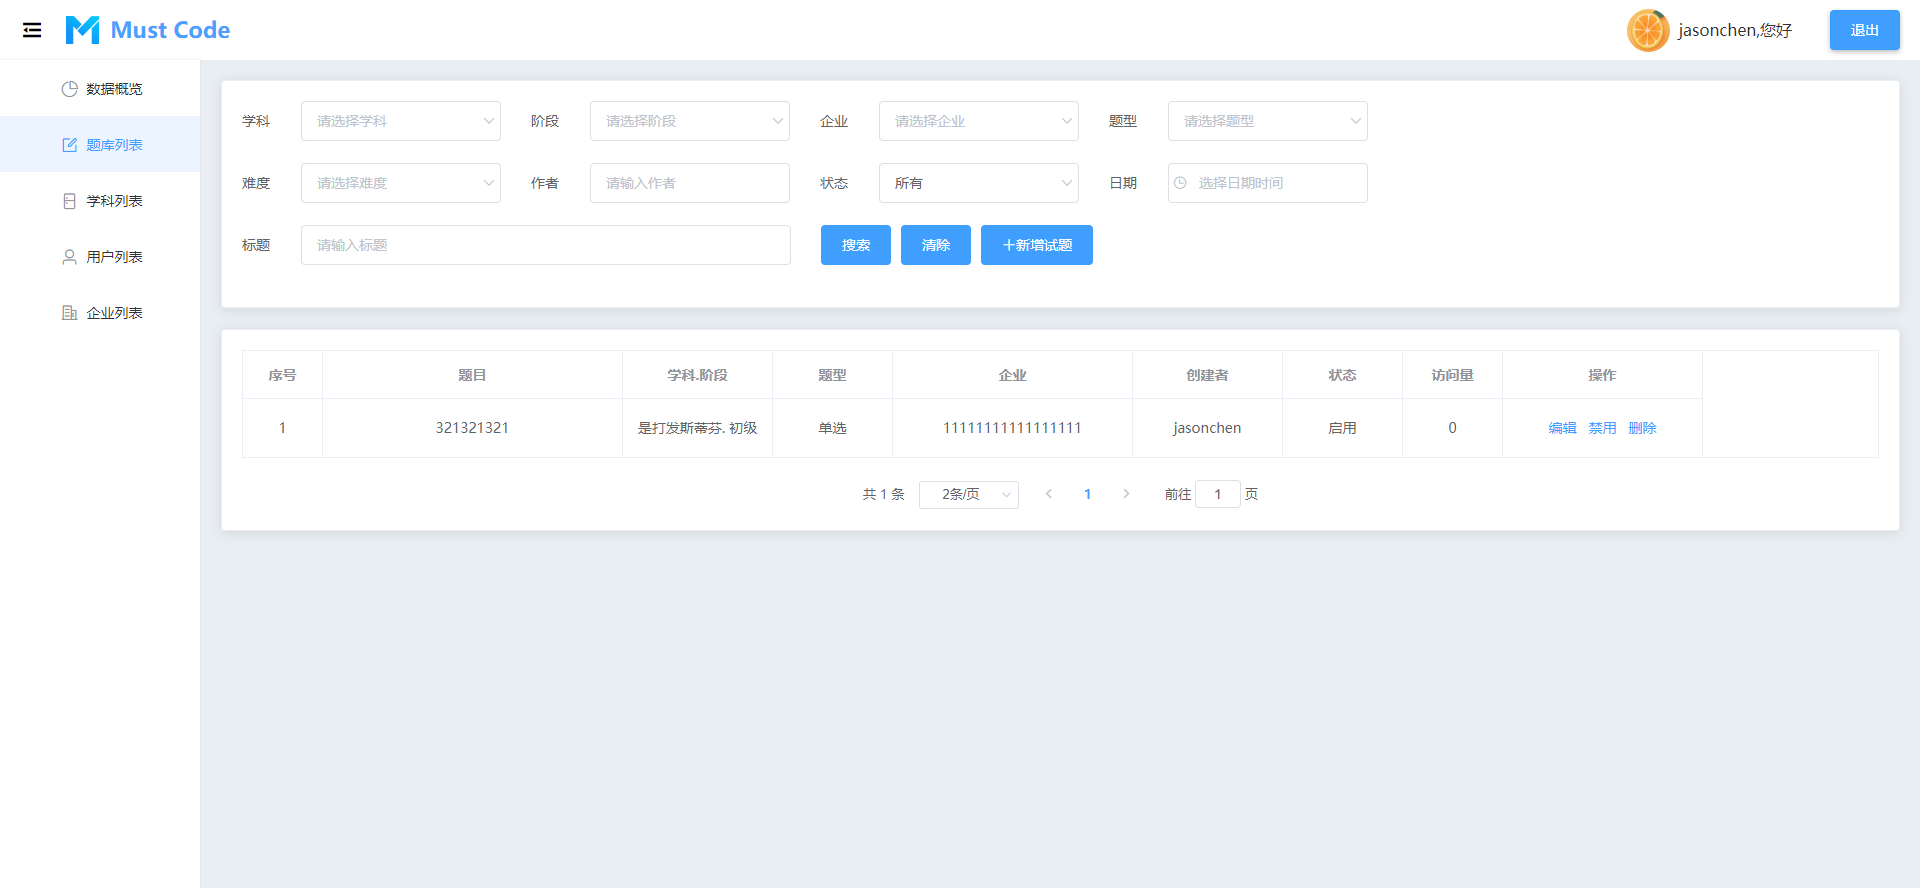 Must Code
jasonchen,您好
退出
数据概览
题库列表
学科列表
用户列表
企业列表
学科 请选择学科 阶段 请选择阶段 企业 请选择企业 题型 请选择题型
难度 请选择难度 作者 请输入作者 状态 所有 日期 选择日期时间
标题 请输入标题 搜索 清除 +新增试题
序号 题目 学科.阶段 题型 企业 创建者 状态 访问量 操作
1 321321321 是打发斯蒂芬. 初级 单选 11111111111111111 jasonchen 启用 0 编辑 禁用 删除
共 1 条 2条/页 1 前往 1 页